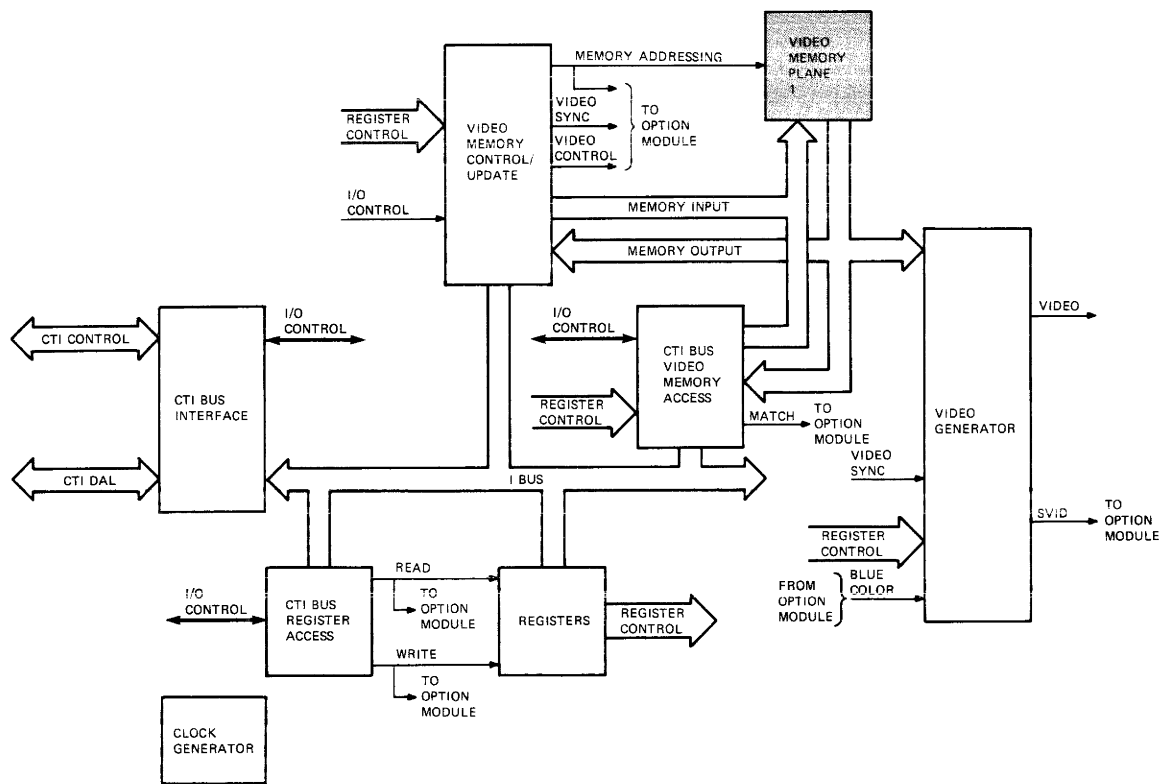 MEMORY ADDRESSING
VIDEO
MEMORY
PLANE
1
VIDEO
SYNC
VIDEO
CONTROL
TO
OPTION
MODULE
REGISTER
CONTROL
VIDEO
MEMORY
CONTROL/
UPDATE
I/O
CONTROL
MEMORY INPUT
MEMORY OUTPUT
CTI CONTROL
CTI DAL
CTI BUS
INTERFACE
I/O
CONTROL
I/O
CONTROL
REGISTER
CONTROL
CTI BUS
VIDEO
MEMORY
ACCESS
MATCH
TO
OPTION
MODULE
I BUS
VIDEO
GENERATOR
VIDEO
VIDEO
SYNC
SVID
TO
OPTION
MODULE
REGISTER
CONTROL
FROM
OPTION
MODULE
BLUE
COLOR
I/O
CONTROL
CTI BUS
REGISTER
ACCESS
READ
TO
OPTION
MODULE
WRITE
TO
OPTION
MODULE
REGISTERS
REGISTER
CONTROL
CLOCK
GENERATOR